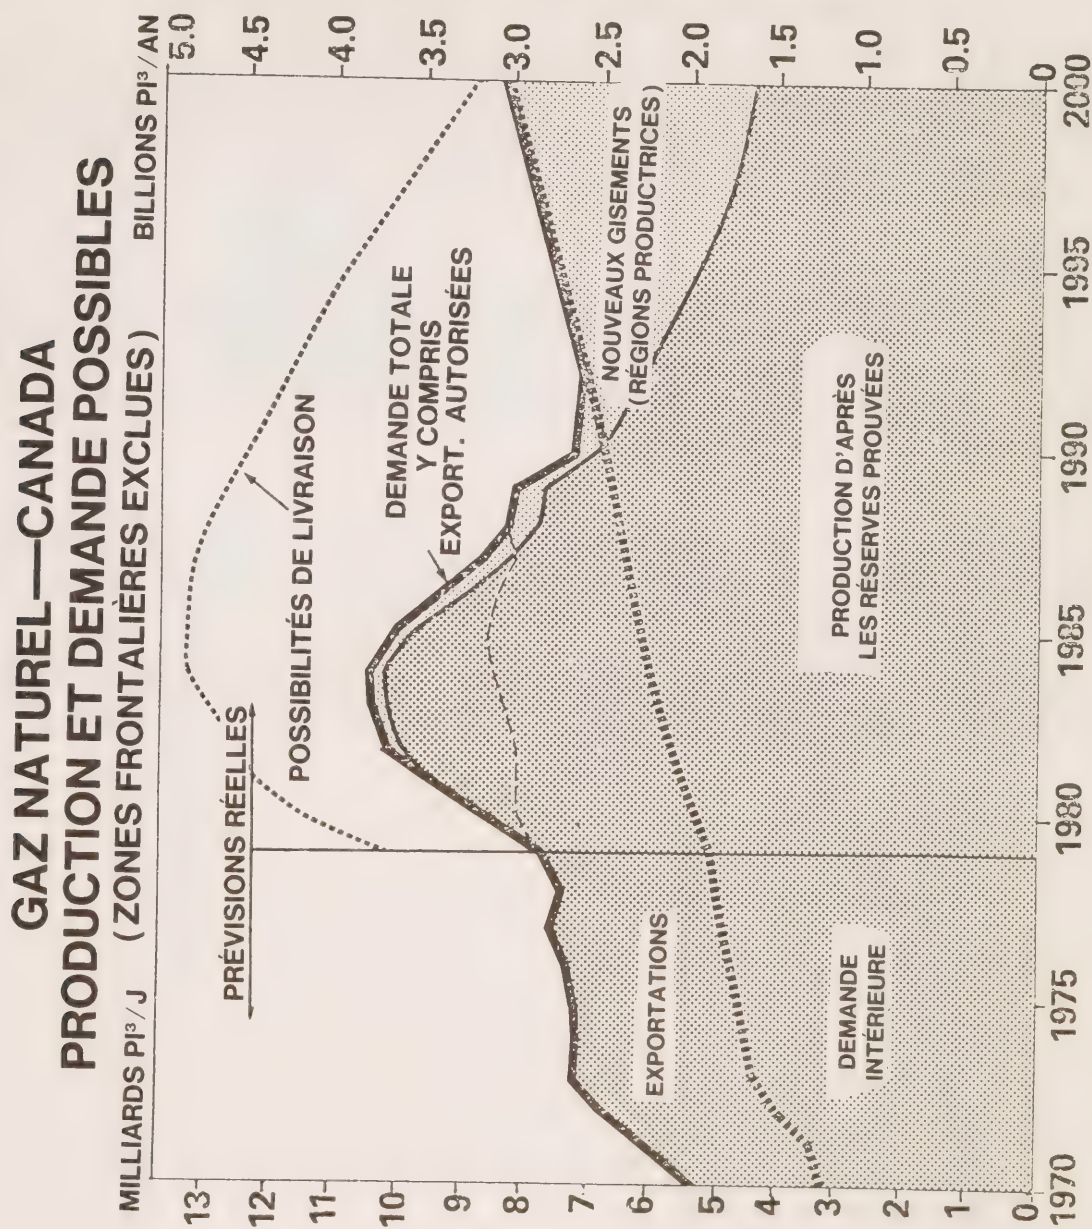 GAZ NATUREL—CANADA
PRODUCTION ET DEMANDE POSSIBLES
(ZONES FRONTALIÈRES EXCLUES)
MILLIARDS PI³/J
BILLIONS PI³/AN
13
12
11
10
9
8
7
6
5
4
3
2
1
0
5.0
4.5
4.0
3.5
3.0
2.5
2.0
1.5
1.0
0.5
0
PRÉVISIONS RÉELLES
POSSIBILITÉS DE LIVRAISON
DEMANDE TOTALE
Y COMPRIS
EXPORT. AUTORISÉES
NOUVEAUX GISEMENTS
(RÉGIONS PRODUCTRICES)
EXPORTATIONS
DEMANDE
INTÉRIEURE
PRODUCTION D'APRÈS
LES RÉSERVES PROUVÉES
1970
1975
1980
1985
1990
1995
2000